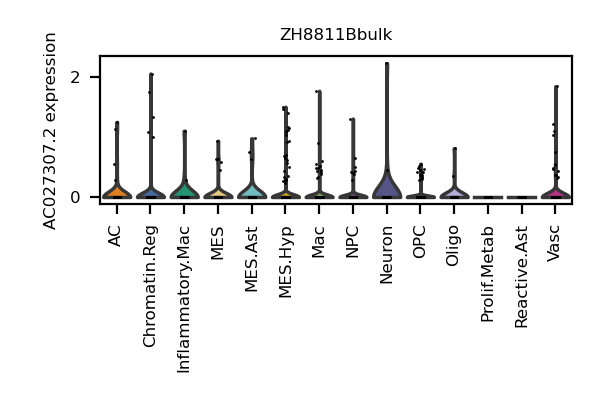 ZH8811Bbulk
AC027307.2 expression
2
0
AC
Chromatin.Reg
Inflammatory.Mac
MES
MES.Ast
MES.Hyp
Mac
NPC
Neuron
OPC
Oligo
Prolif.Metab
Reactive.Ast
Vasc